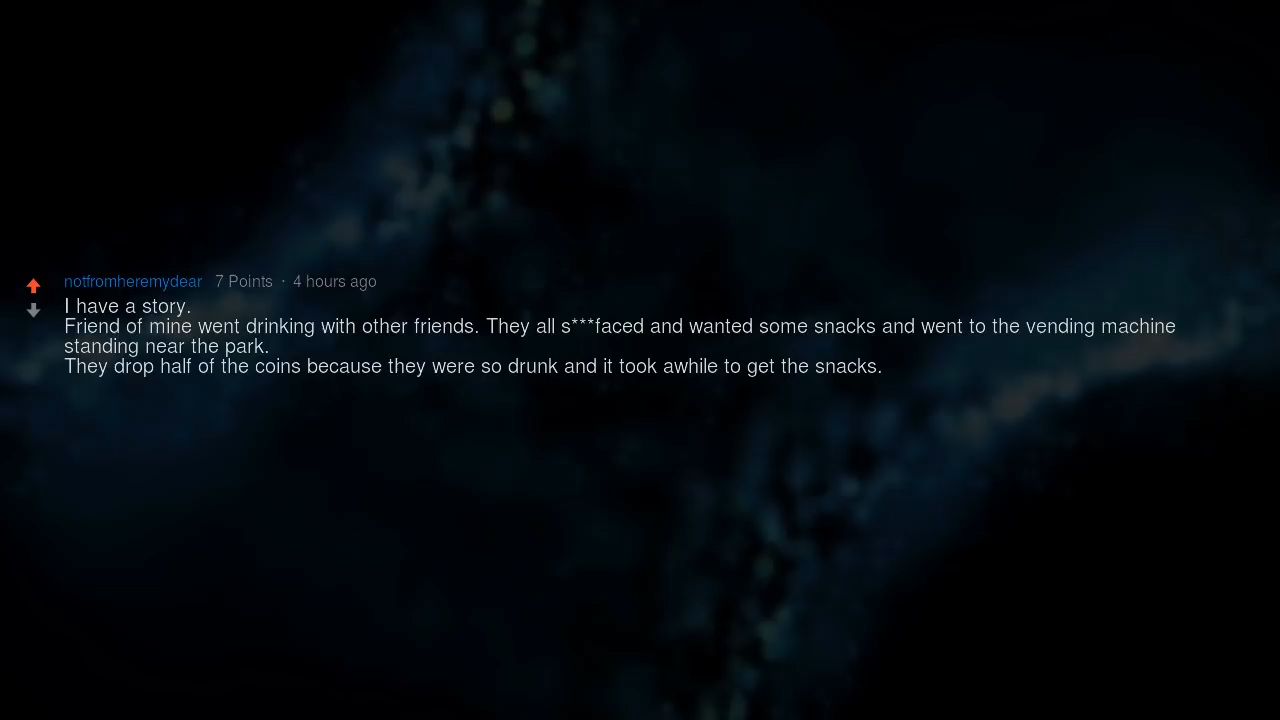 notfromheremydear 7 Points · 4 hours ago
I have a story.
Friend of mine went drinking with other friends. They all s***faced and wanted some snacks and went to the vending machine
standing near the park.
They drop half of the coins because they were so drunk and it took awhile to get the snacks.